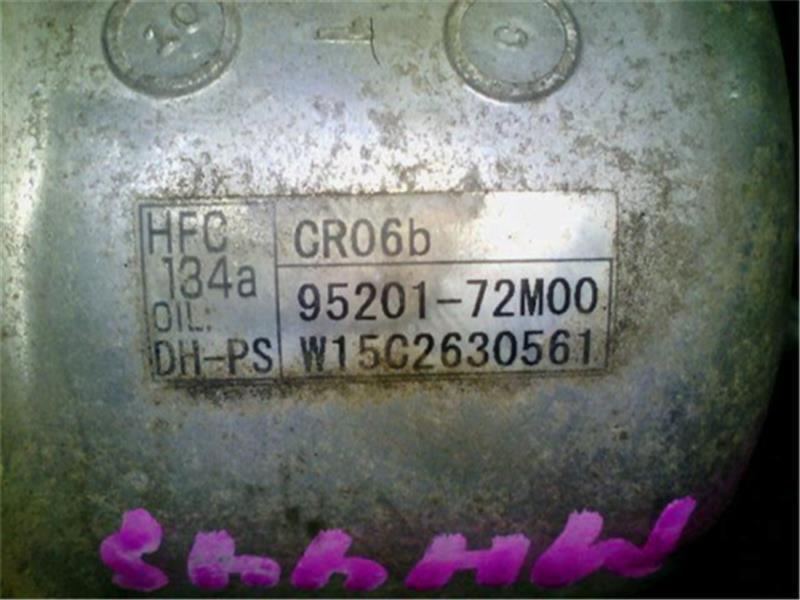 HFC
134a
OIL:
DH-PS
CR06b
95201-72M00
W15C2630561